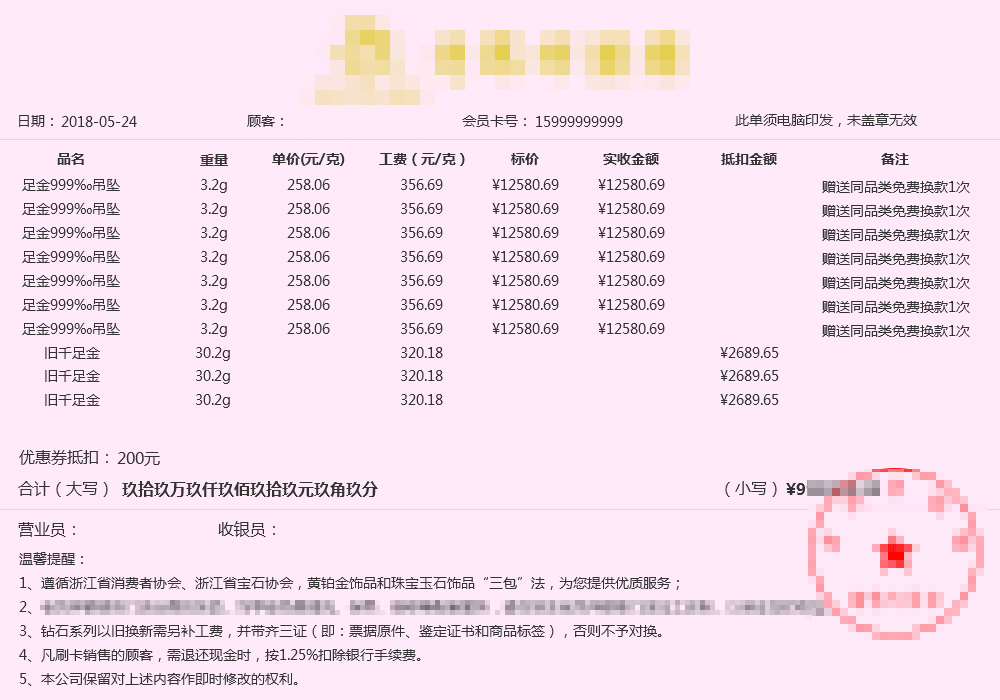 日期：2018-05-24 顾客： 会员卡号：15999999999 此单须电脑印发，未盖章无效
品名 重量 单价(元/克) 工费（元/克） 标价 实收金额 抵扣金额 备注
足金999‰吊坠 3.2g 258.06 356.69 ¥12580.69 ¥12580.69 赠送同品类免费换款1次
足金999‰吊坠 3.2g 258.06 356.69 ¥12580.69 ¥12580.69 赠送同品类免费换款1次
足金999‰吊坠 3.2g 258.06 356.69 ¥12580.69 ¥12580.69 赠送同品类免费换款1次
足金999‰吊坠 3.2g 258.06 356.69 ¥12580.69 ¥12580.69 赠送同品类免费换款1次
足金999‰吊坠 3.2g 258.06 356.69 ¥12580.69 ¥12580.69 赠送同品类免费换款1次
足金999‰吊坠 3.2g 258.06 356.69 ¥12580.69 ¥12580.69 赠送同品类免费换款1次
足金999‰吊坠 3.2g 258.06 356.69 ¥12580.69 ¥12580.69 赠送同品类免费换款1次
旧千足金 30.2g 320.18 ¥2689.65
旧千足金 30.2g 320.18 ¥2689.65
旧千足金 30.2g 320.18 ¥2689.65
优惠券抵扣：200元
合计（大写）玖拾玖万玖仟玖佰玖拾玖元玖角玖分 （小写）¥9
营业员： 收银员：
温馨提醒：
1、遵循浙江省消费者协会、浙江省宝石协会，黄铂金饰品和珠宝玉石饰品“三包”法，为您提供优质服务；
2、
3、钻石系列以旧换新需另补工费，并带齐三证（即：票据原件、鉴定证书和商品标签），否则不予对换。
4、凡刷卡销售的顾客，需退还现金时，按1.25%扣除银行手续费。
5、本公司保留对上述内容作即时修改的权利。